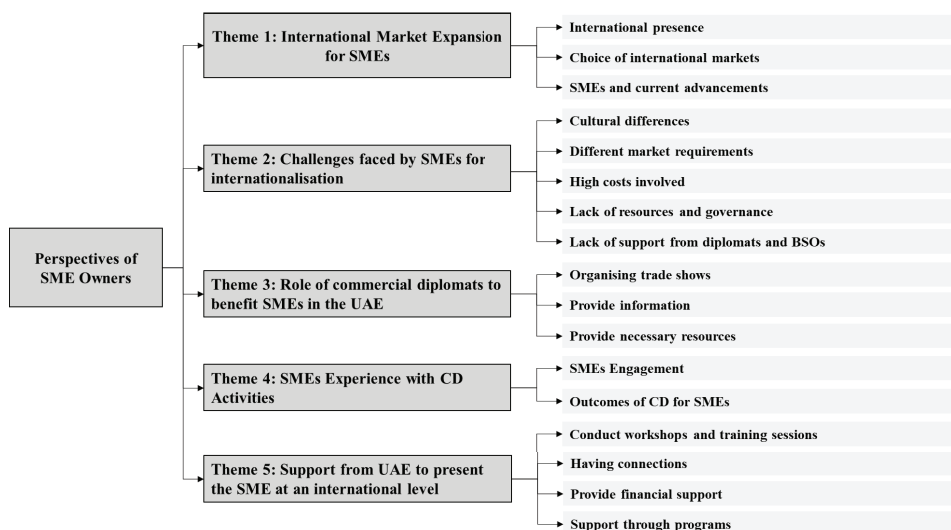 Perspectives of
SME Owners
Theme 1: International Market Expansion
for SMEs
International presence
Choice of international markets
SMEs and current advancements
Theme 2: Challenges faced by SMEs for
internationalisation
Cultural differences
Different market requirements
High costs involved
Lack of resources and governance
Lack of support from diplomats and BSOs
Theme 3: Role of commercial diplomats to
benefit SMEs in the UAE
Organising trade shows
Provide information
Provide necessary resources
Theme 4: SMEs Experience with CD
Activities
SMEs Engagement
Outcomes of CD for SMEs
Theme 5: Support from UAE to present
the SME at an international level
Conduct workshops and training sessions
Having connections
Provide financial support
Support through programs